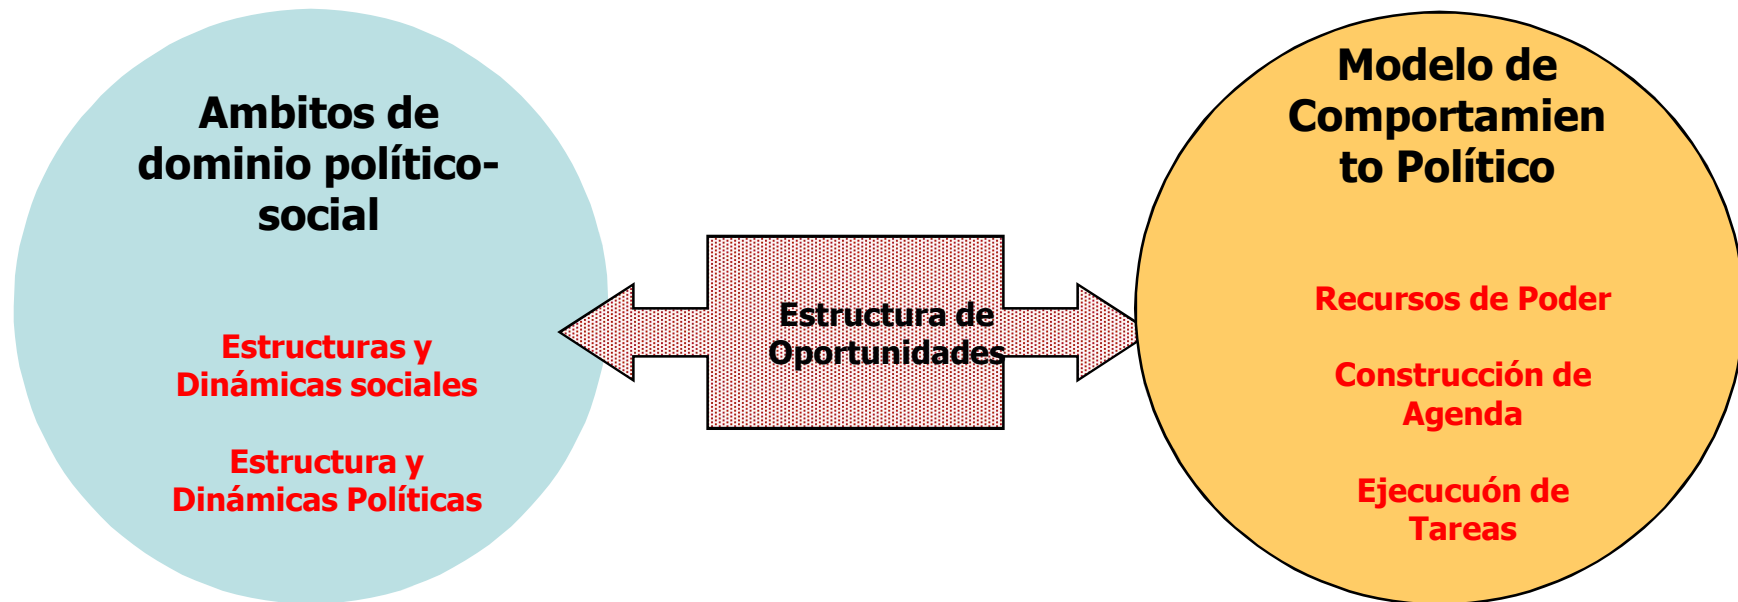 Ambitos de
dominio político-
social
Estructuras y
Dinámicas sociales
Estructura y
Dinámicas Políticas
Estructura de
Oportunidades
Modelo de
Comportamien
to Político
Recursos de Poder
Construcción de
Agenda
Ejecucuón de
Tareas